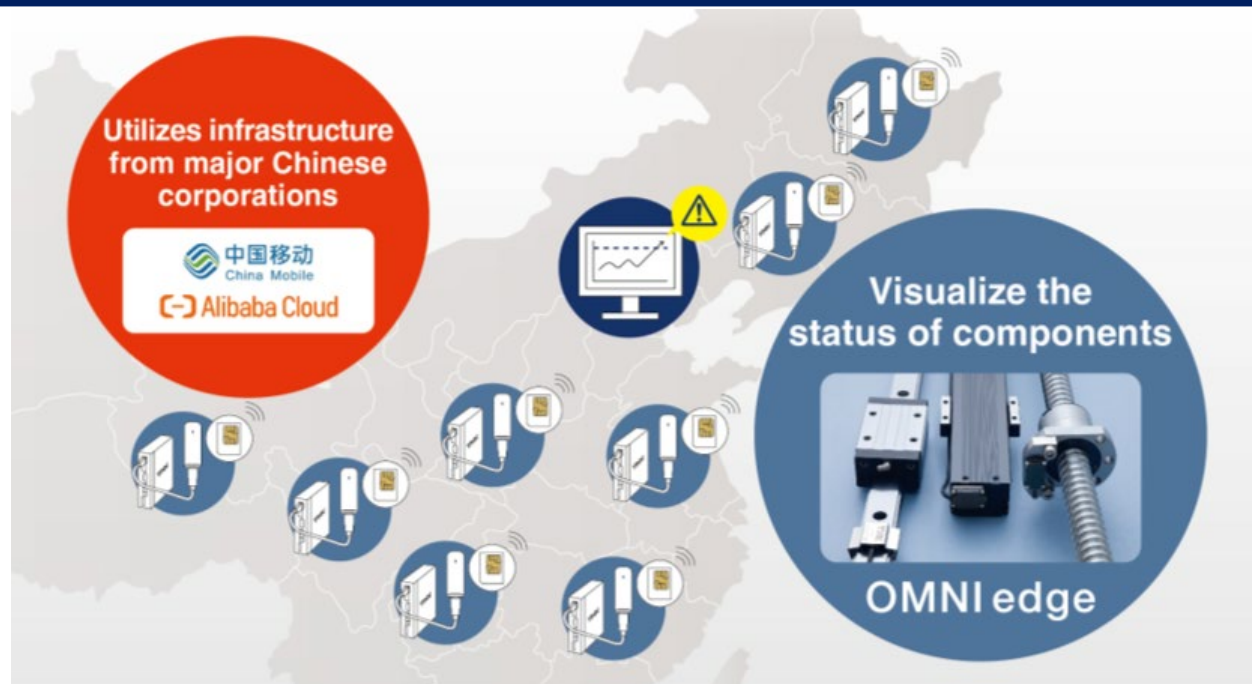 Utilizes infrastructure
from major Chinese
corporations
中国移动
China Mobile
Alibaba Cloud
Visualize the
status of components
OMNI edge